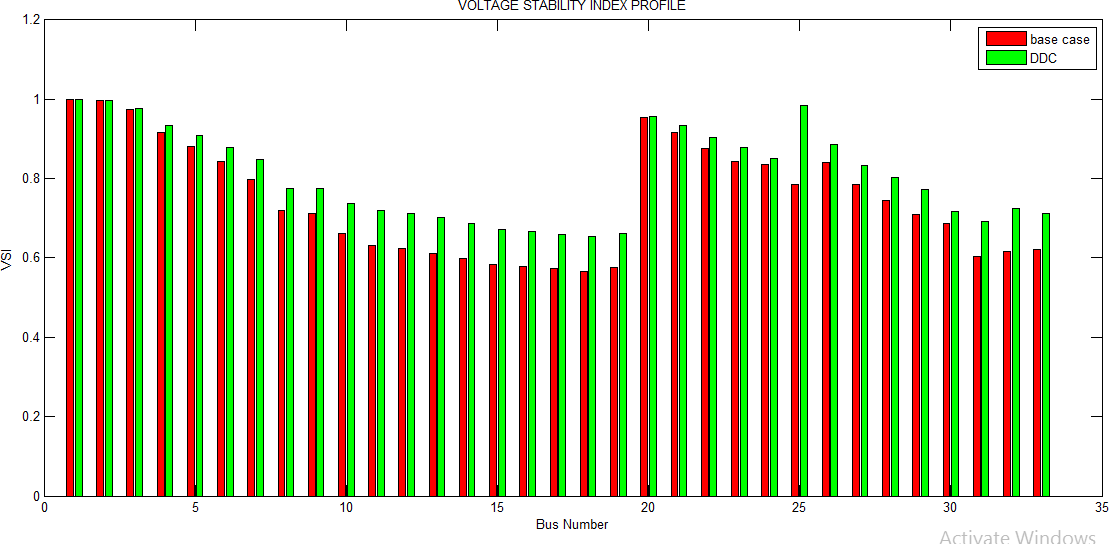 VOLTAGE STABILITY INDEX PROFILE
1.2
base case
DDC
1
0.8
0.6
VSI
0.4
0.2
0
0 5 10 15 20 25 30 35
Bus Number
Activate Windows